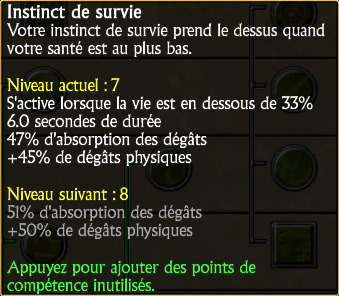 Instinct de survie
Votre instinct de survie prend le dessus quand
votre santé est au plus bas.
Niveau actuel : 7
S'active lorsque la vie est en dessous de 33%
6.0 secondes de durée
47% d'absorption des dégâts
+45% de dégâts physiques
Niveau suivant : 8
51% d'absorption des dégâts
+50% de dégâts physiques
Appuyez pour ajouter des points de
compétence inutilisés.